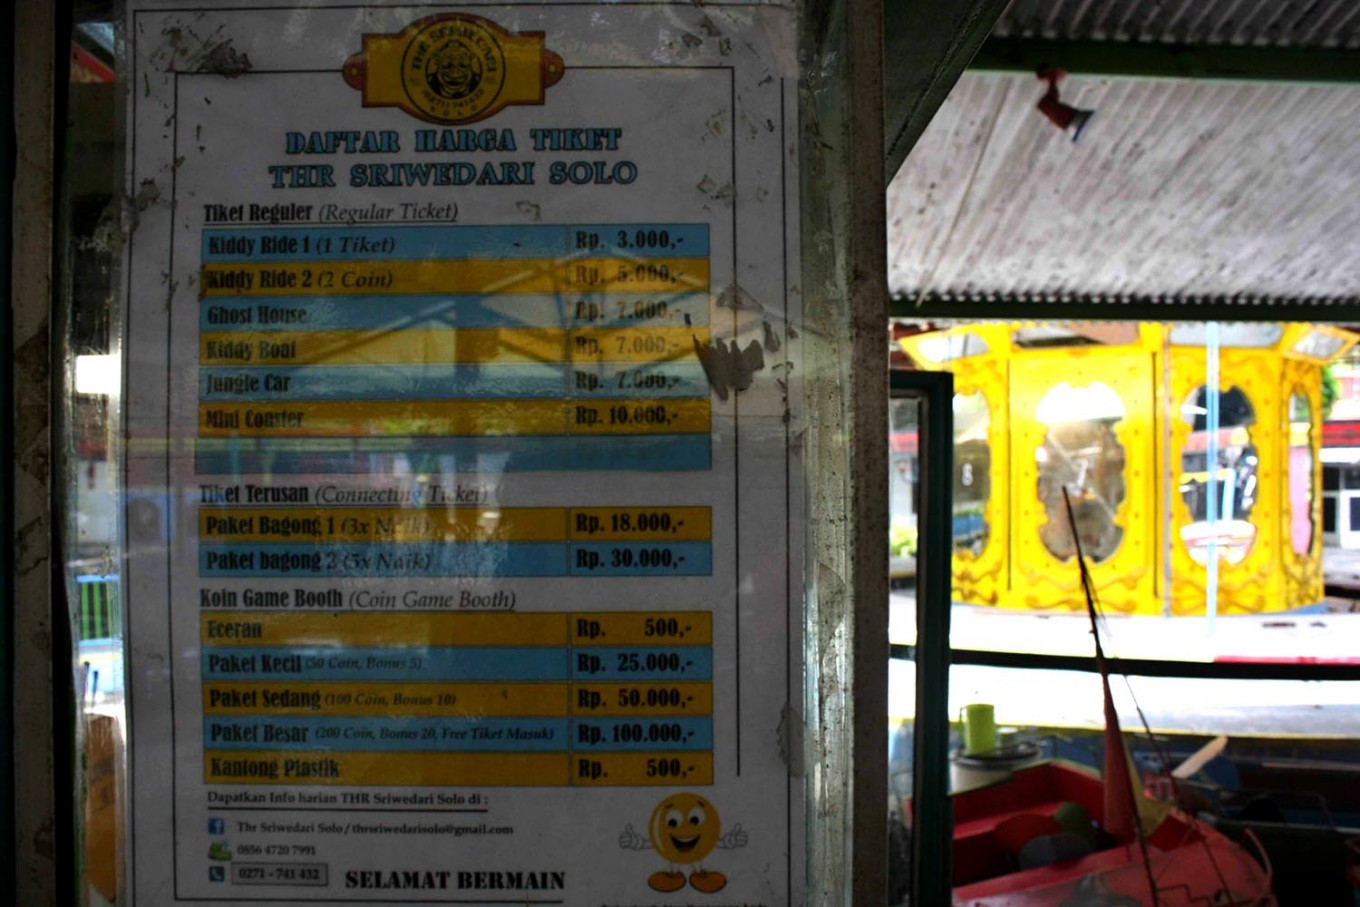 THR SRIWEDARI
(0271) 741432
SOLO
DAFTAR HARGA TIKET
THR SRIWEDARI SOLO
Tiket Reguler (Regular Ticket)
Kiddy Ride 1 (1 Tiket) Rp. 3.000,-
Kiddy Ride 2 (2 Coin) Rp. 5.000,-
Ghost House Rp. 7.000,-
Kiddy Boat Rp. 7.000,-
Jungle Car Rp. 7.000,-
Mini Coaster Rp. 10.000,-
Tiket Terusan (Connecting Ticket)
Paket Bagong 1 (3x Naik) Rp. 18.000,-
Paket bagong 2 (5x Naik) Rp. 30.000,-
Koin Game Booth (Coin Game Booth)
Eceran Rp. 500,-
Paket Kecil (50 Coin, Bonus 5) Rp. 25.000,-
Paket Sedang (100 Coin, Bonus 10) Rp. 50.000,-
Paket Besar (200 Coin, Bonus 20, Free Tiket Masuk) Rp. 100.000,-
Kantong Plastik Rp. 500,-
Dapatkan Info harian THR Sriwedari Solo di :
Thr Sriwedari Solo / thrsriwedarisolo@gmail.com
0856 4720 7991
0271 - 741 432
SELAMAT BERMAIN